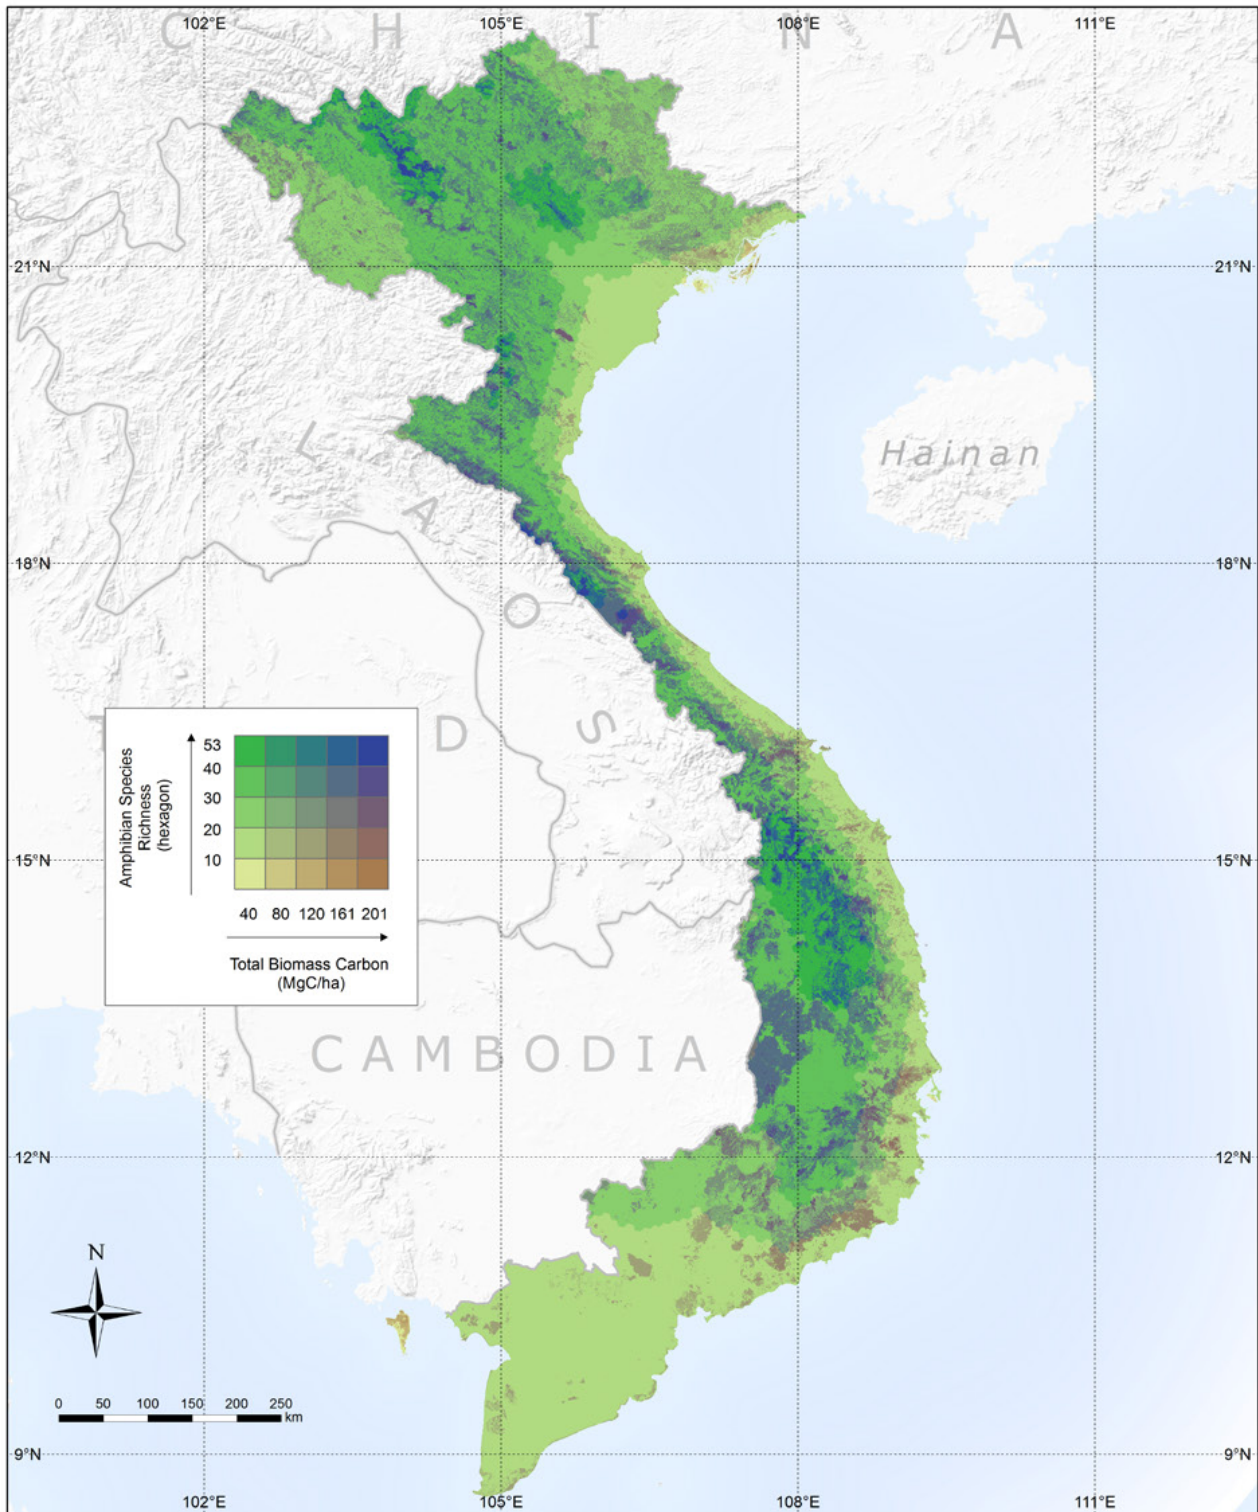 102°E 105°E 108°E 111°E
C H I N A
21°N 21°N
Hainan
L A O S
18°N 18°N
T D
Amphibian Species
Richness
(hexagon)
53
40
30
20
10
40 80 120 161 201
Total Biomass Carbon
(MgC/ha)
15°N 15°N
CAMBODIA
12°N 12°N
N
0 50 100 150 200 250
km
9°N 9°N
102°E 105°E 108°E 111°E